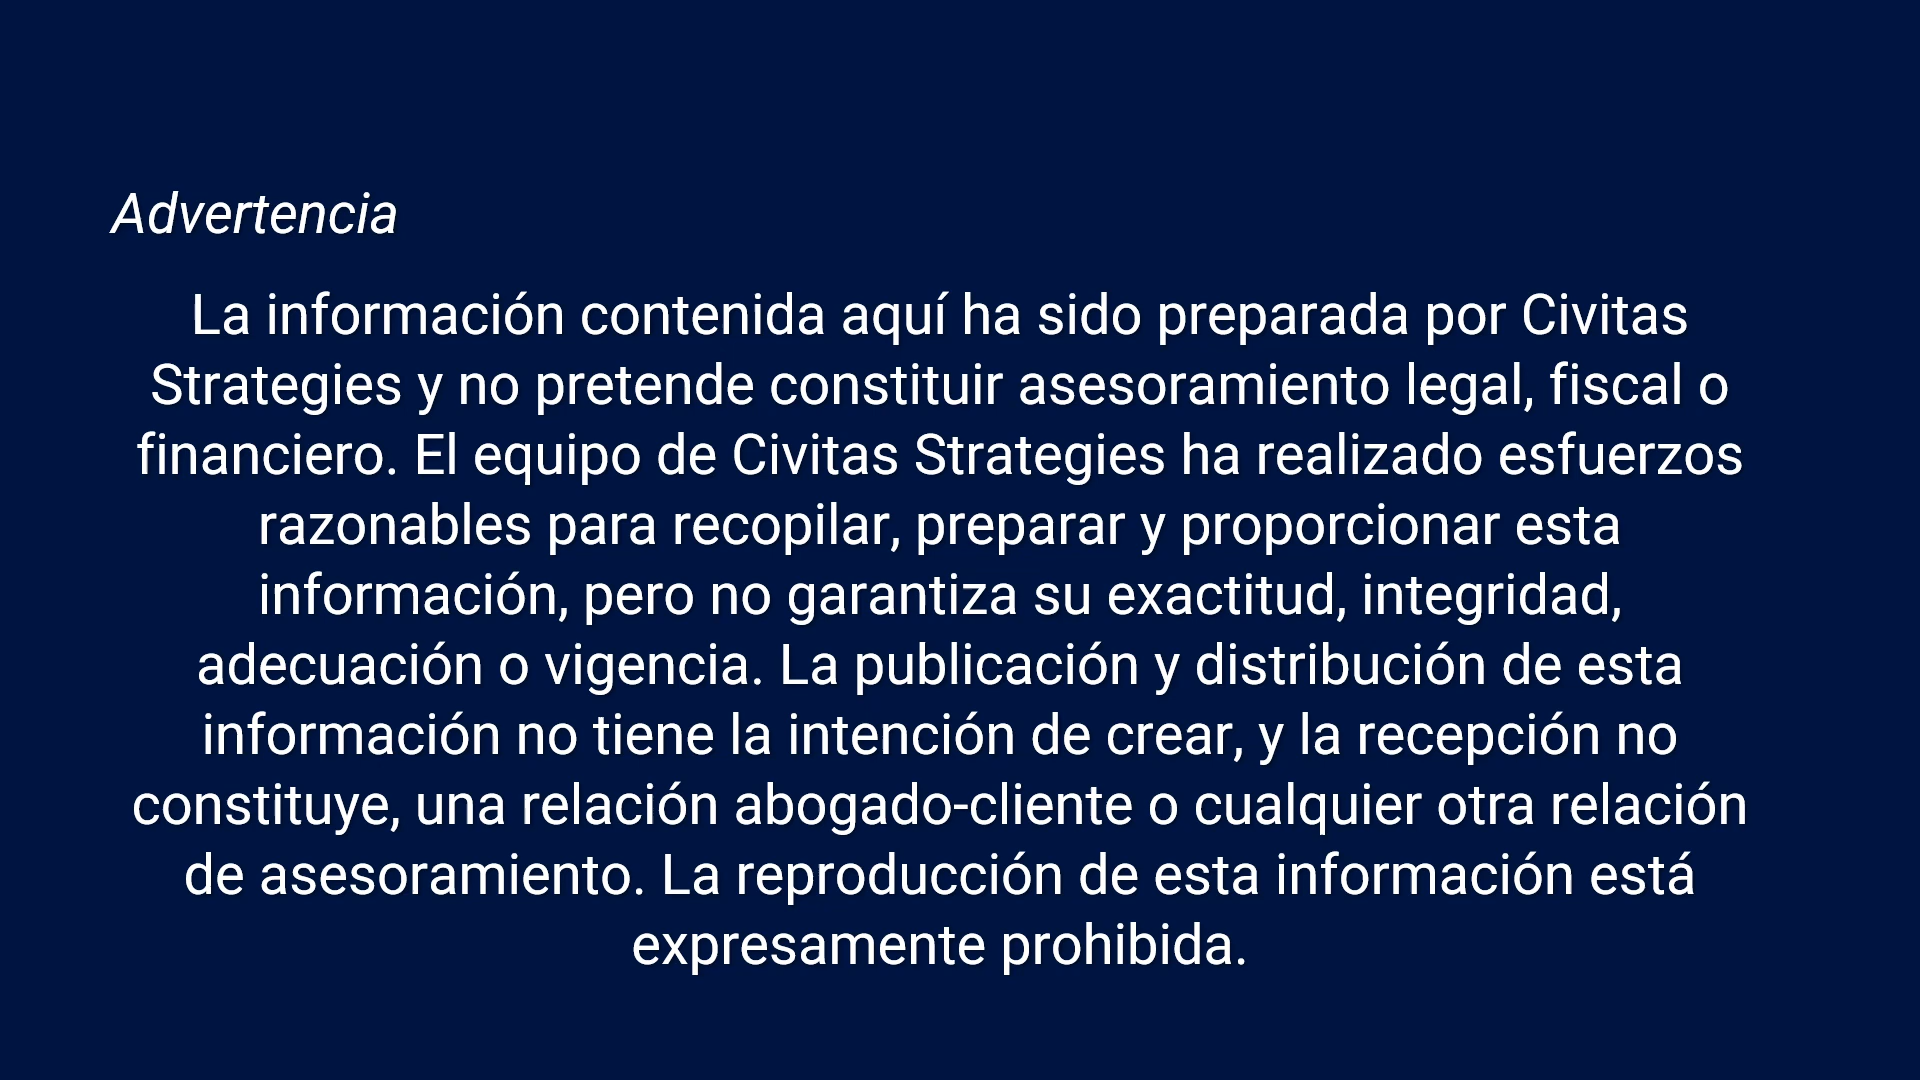 Advertencia
La información contenida aquí ha sido preparada por Civitas
Strategies y no pretende constituir asesoramiento legal, fiscal o
financiero. El equipo de Civitas Strategies ha realizado esfuerzos
razonables para recopilar, preparar y proporcionar esta
información, pero no garantiza su exactitud, integridad,
adecuación o vigencia. La publicación y distribución de esta
información no tiene la intención de crear, y la recepción no
constituye, una relación abogado-cliente o cualquier otra relación
de asesoramiento. La reproducción de esta información está
expresamente prohibida.